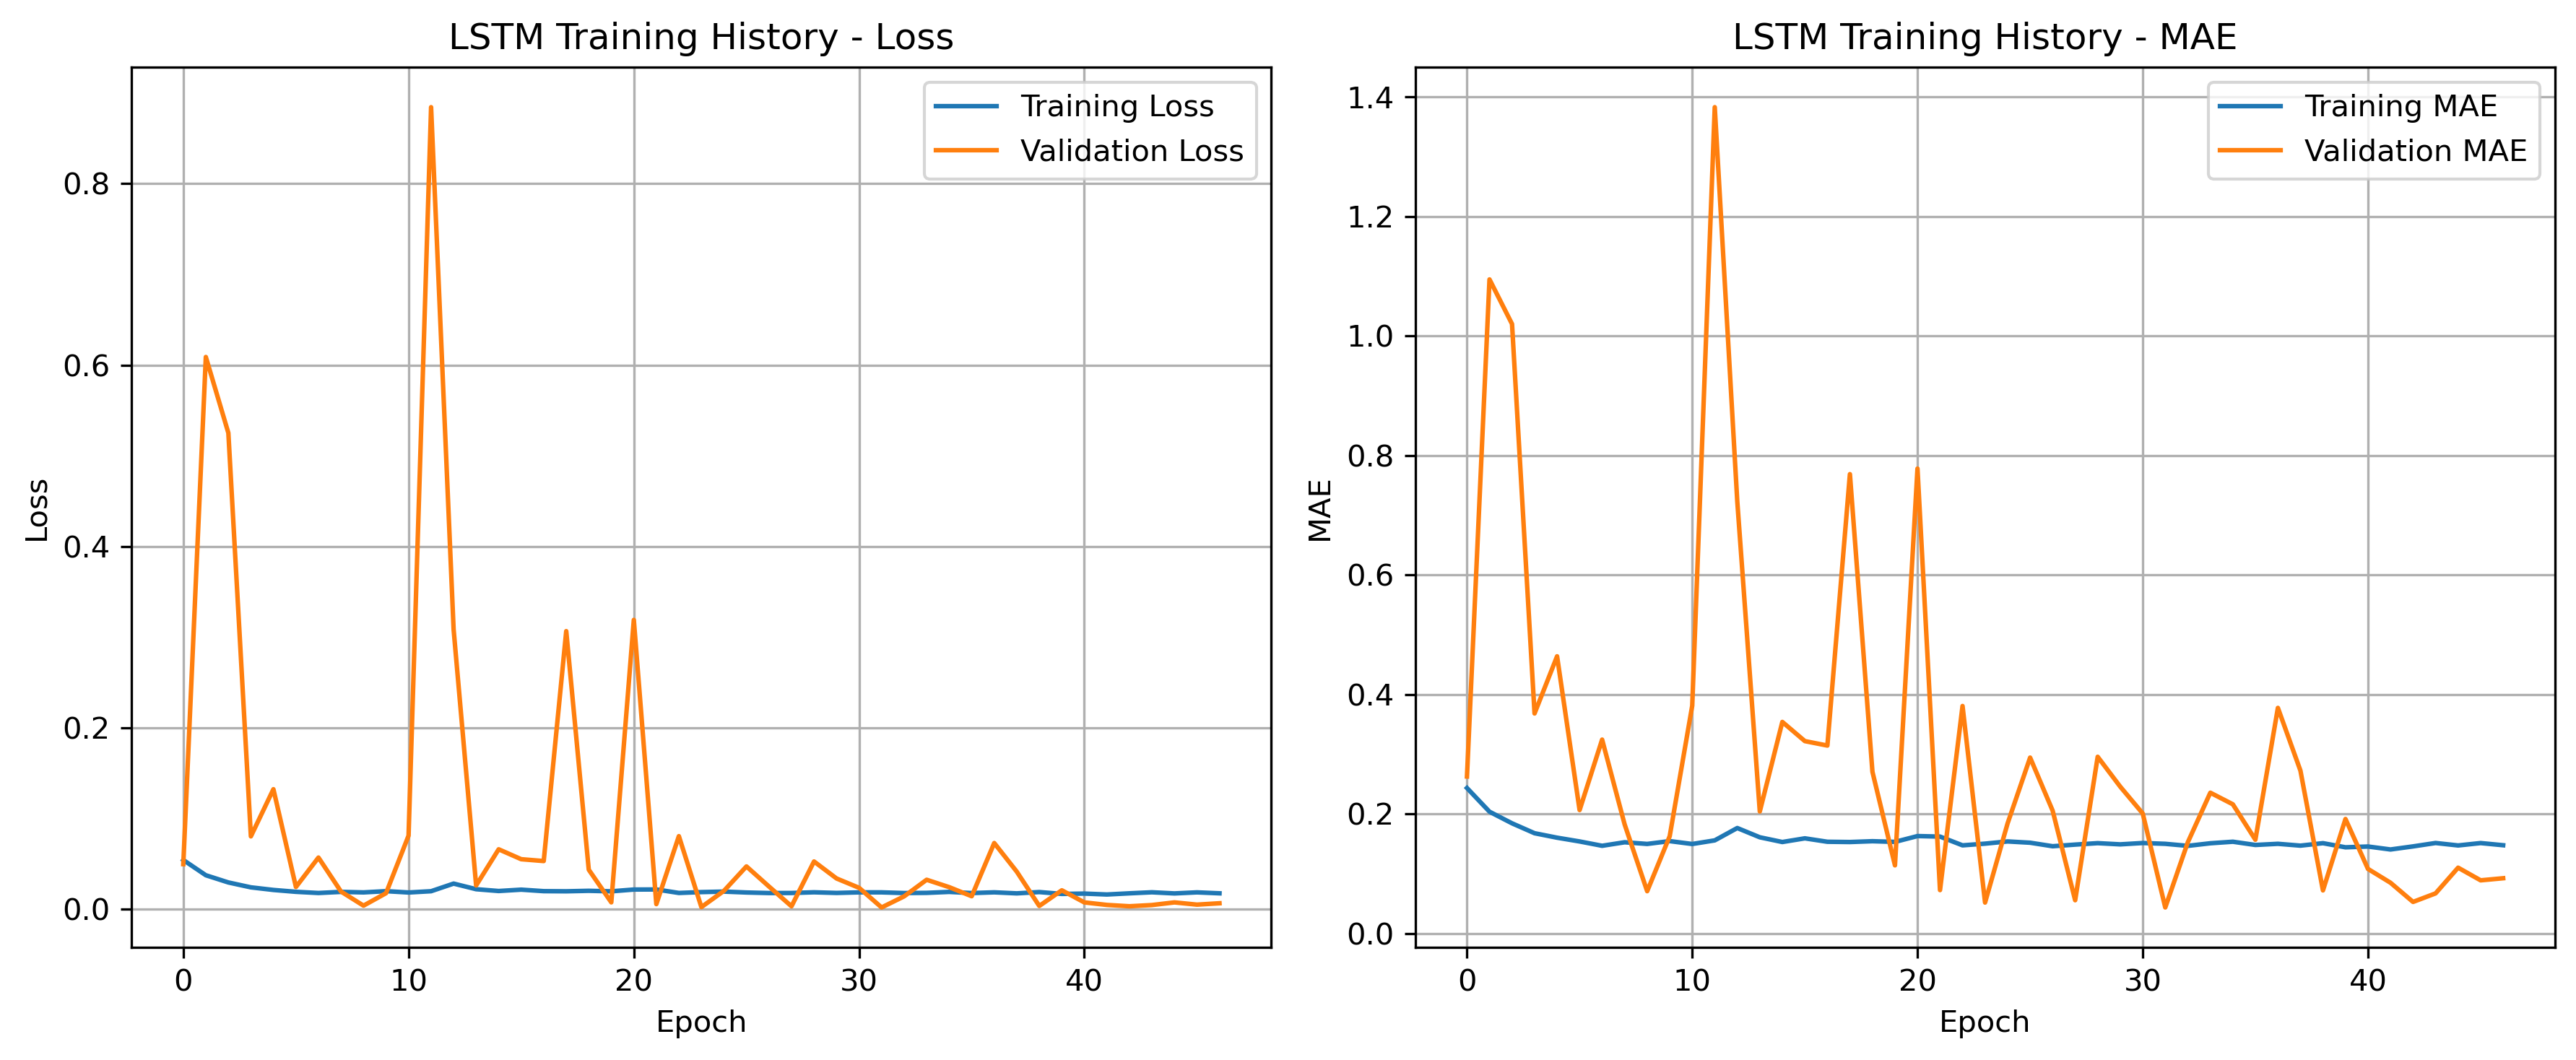 LSTM Training History - Loss
Training Loss
Validation Loss
0.8
0.6
0.4
0.2
0.0
Loss
0
10
20
30
40
Epoch
LSTM Training History - MAE
Training MAE
Validation MAE
1.4
1.2
1.0
0.8
0.6
0.4
0.2
0.0
MAE
0
10
20
30
40
Epoch